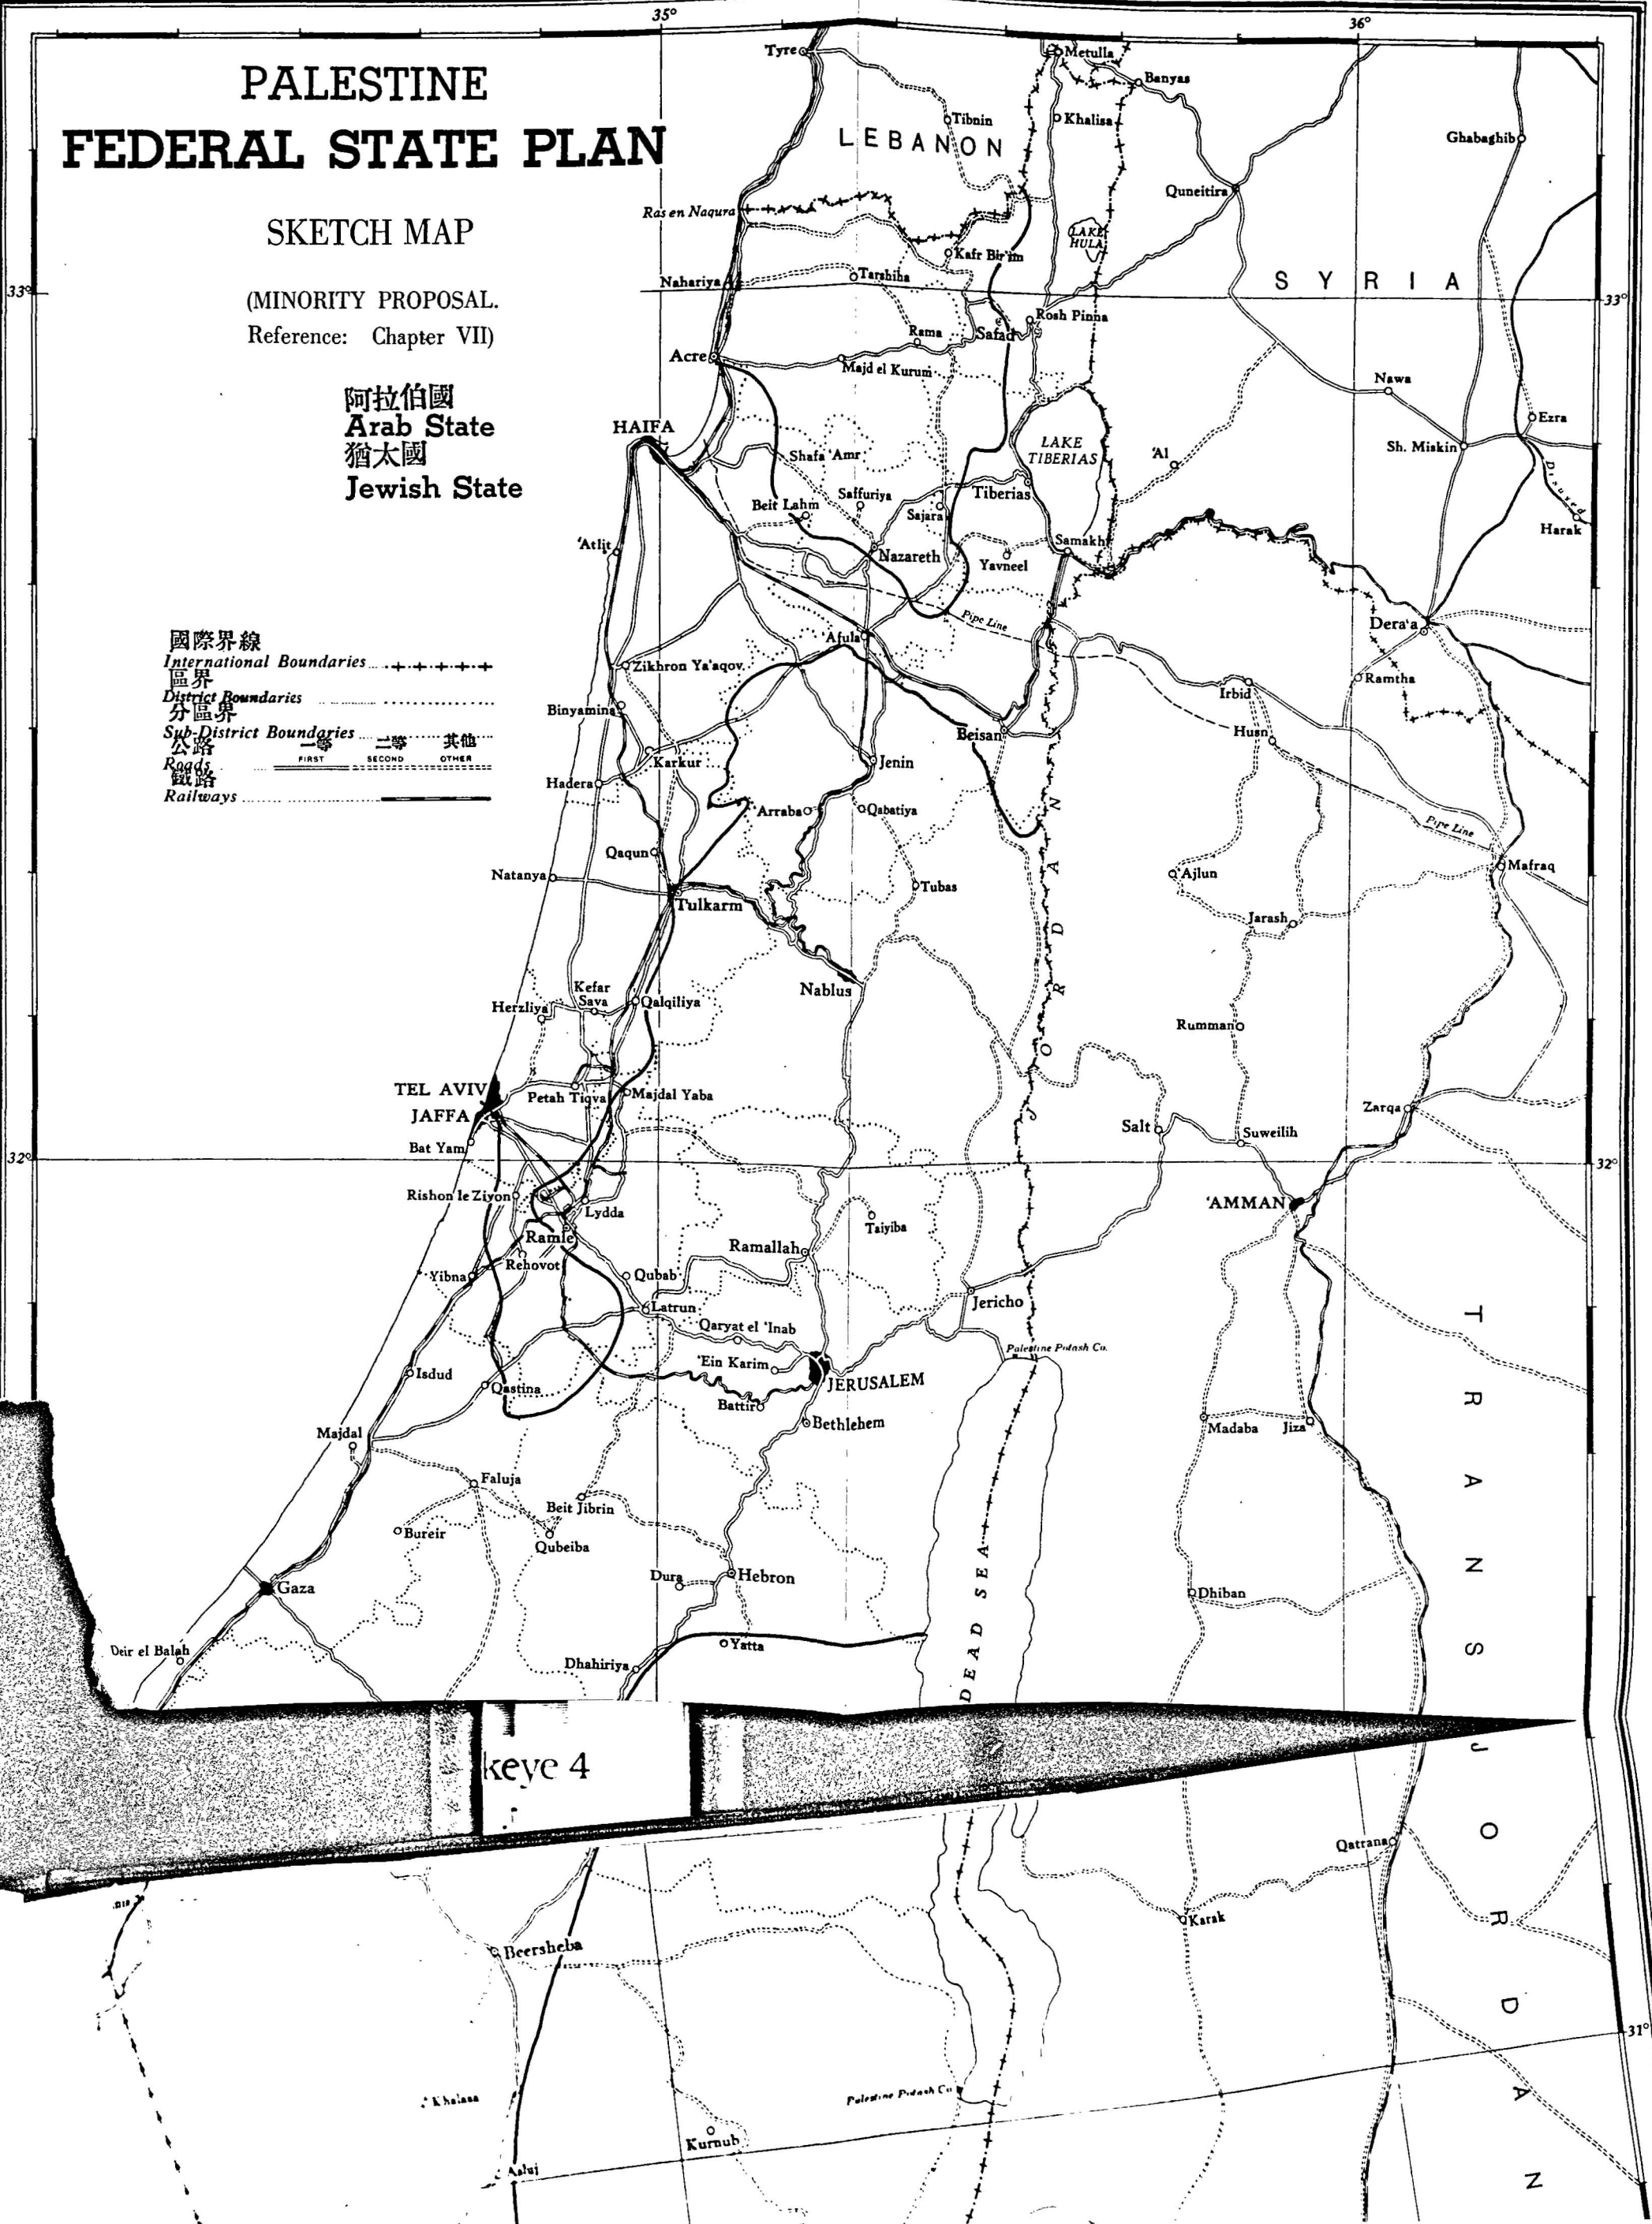 35°
36°
PALESTINE
FEDERAL STATE PLAN
SKETCH MAP
(MINORITY PROPOSAL.
Reference: Chapter VII)
阿拉伯國
Arab State
猶太國
Jewish State
國際界線
International Boundaries
區界
District Boundaries
分區界
Sub-District Boundaries
公路 一等 二等 其他
Roads FIRST SECOND OTHER
鐵路
Railways
Tyre
Metulla
Banyas
Tibnin
Khalisa
LEBANON
Ghabaghib
Quneitira
Ras en Naqura
LAKE
HULA
Kafr Bir'im
Tarshiha
Nahariya
SYRIA
33°
33°
Rosh Pinna
Rama
Safad
Acre
Majd el Kurum
Nawa
Ezra
HAIFA
LAKE
TIBERIAS
Sh. Miskin
Shafa 'Amr
'Al
Tiberias
Saffuriya
Beit Lahm
Sajara
Harak
'Atlit
Samakh
Nazareth
Yavneel
Pipe Line
Dera'a
'Afula
Zikhron Ya'aqov
Ramtha
Irbid
Binyamina
Husn
Beisan
Karkur
Jenin
Hadera
'Arraba
Qabatiya
Pipe Line
Qaqun
Mafraq
Natanya
'Ajlun
Tubas
Tulkarm
Jarash
JORDAN
Nablus
Kefar
Sava
Herzliya
Qalqiliya
Rumman
TEL AVIV
JAFFA
Petah Tiqva
Majdal Yaba
Zarqa
Salt
Suweilih
Bat Yam
32°
32°
Rishon le Ziyon
'AMMAN
Lydda
Taiyiba
Ramle
Ramallah
Rehovot
Yibna
Qubab
Jericho
Latrun
Qaryat el 'Inab
Palestine Potash Co.
'Ein Karim
Isdud
JERUSALEM
Qastina
Battir
Bethlehem
Madaba
Jiza
Majdal
Faluja
Beit Jibrin
Bureir
Qubeiba
Dura
Hebron
Gaza
Dhiban
Yatta
Deir el Balah
Dhahiriya
DEAD SEA
TRANSJORDAN
keye 4
Qatrana
Karak
Beersheba
31°
Khalasa
Palestine Potash Co.
Kurnub
Asluj